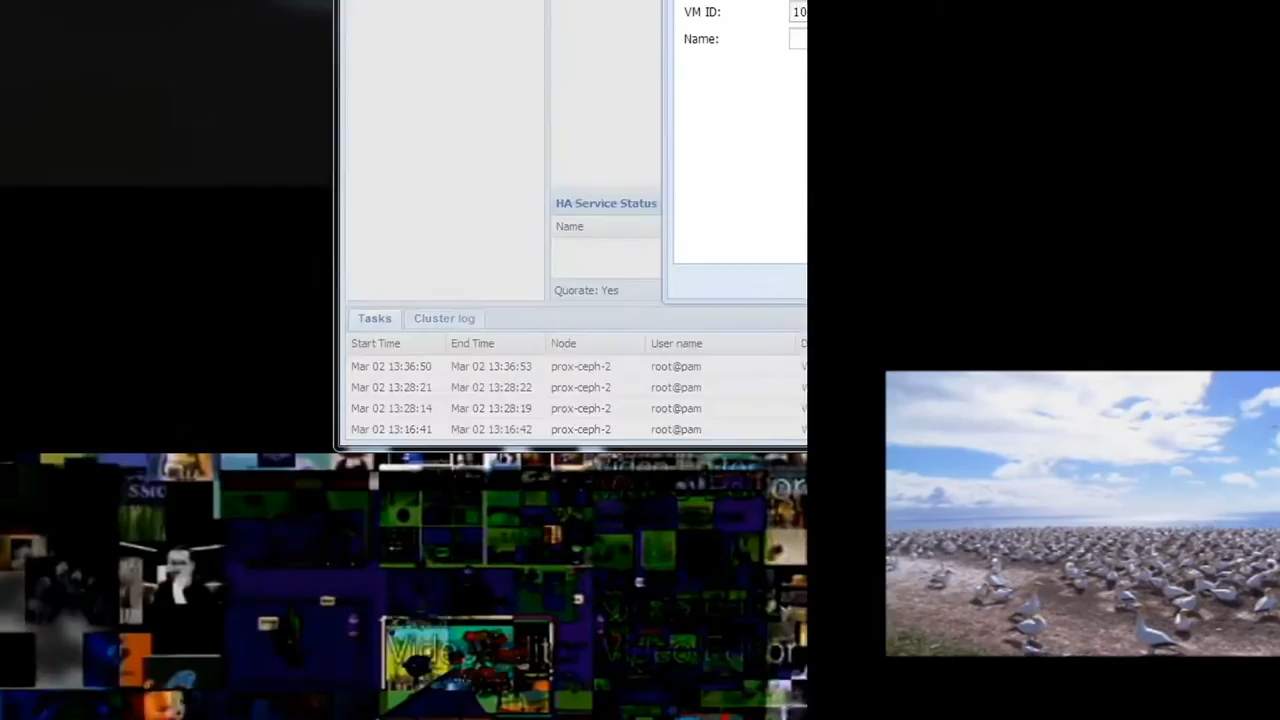 VM ID: 10
Name:
HA Service Status
Name
Quorate: Yes
Tasks Cluster log
Start Time End Time Node User name
Mar 02 13:36:50 Mar 02 13:36:53 prox-ceph-2 root@pam
Mar 02 13:28:21 Mar 02 13:28:22 prox-ceph-2 root@pam
Mar 02 13:28:14 Mar 02 13:28:19 prox-ceph-2 root@pam
Mar 02 13:16:41 Mar 02 13:16:42 prox-ceph-2 root@pam